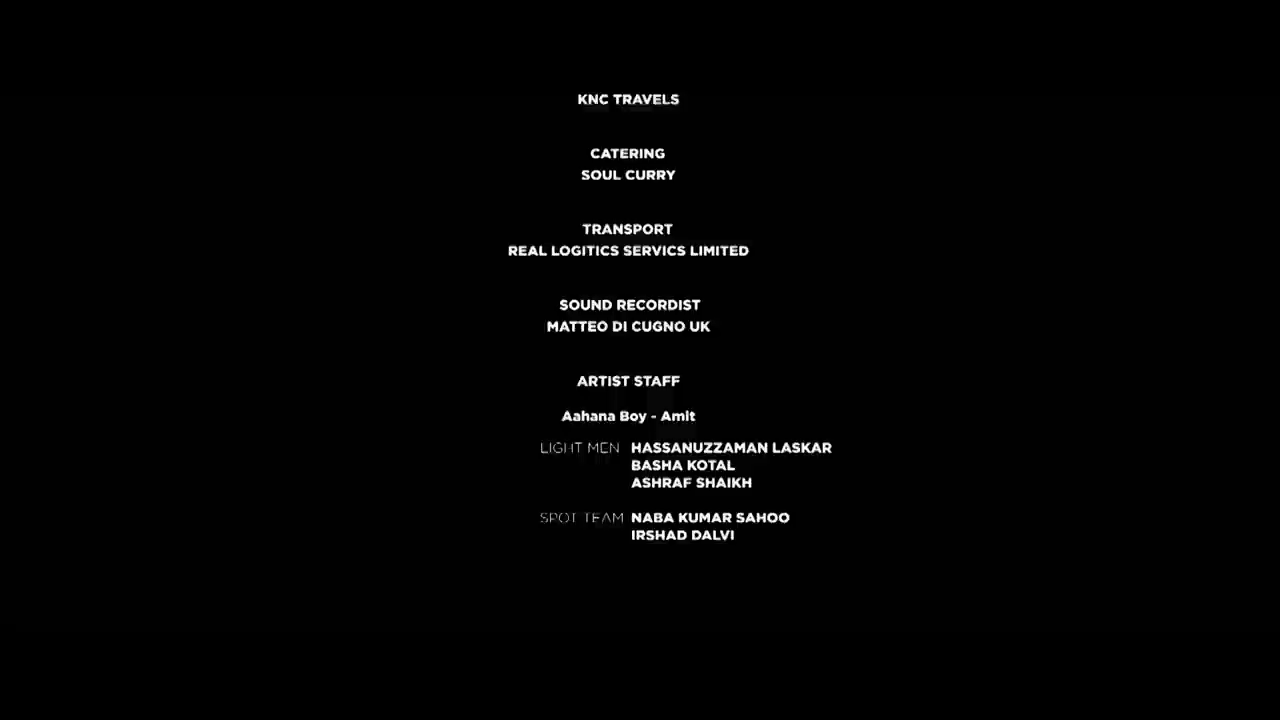 KNC TRAVELS
CATERING
SOUL CURRY
TRANSPORT
REAL LOGITICS SERVICS LIMITED
SOUND RECORDIST
MATTEO DI CUGNO UK
ARTIST STAFF
Aahana Boy - Amit
LIGHT MEN HASSANUZZAMAN LASKAR
BASHA KOTAL
ASHRAF SHAIKH
SPOT TEAM NABA KUMAR SAHOO
IRSHAD DALVI